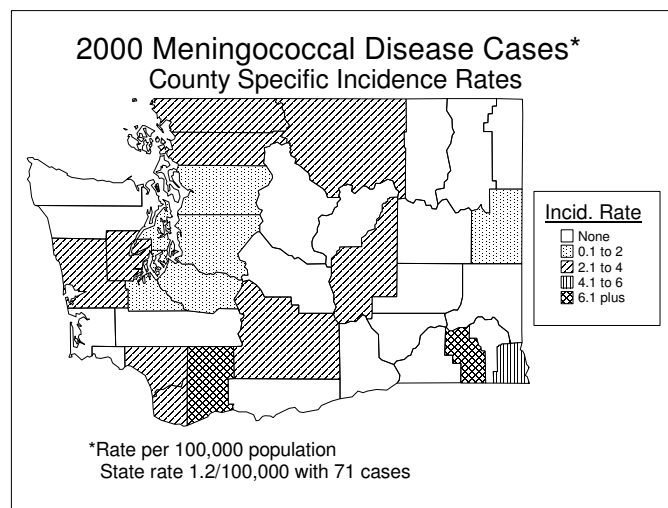 2000 Meningococcal Disease Cases*
County Specific Incidence Rates
Incid. Rate
None
0.1 to 2
2.1 to 4
4.1 to 6
6.1 plus
*Rate per 100,000 population
State rate 1.2/100,000 with 71 cases